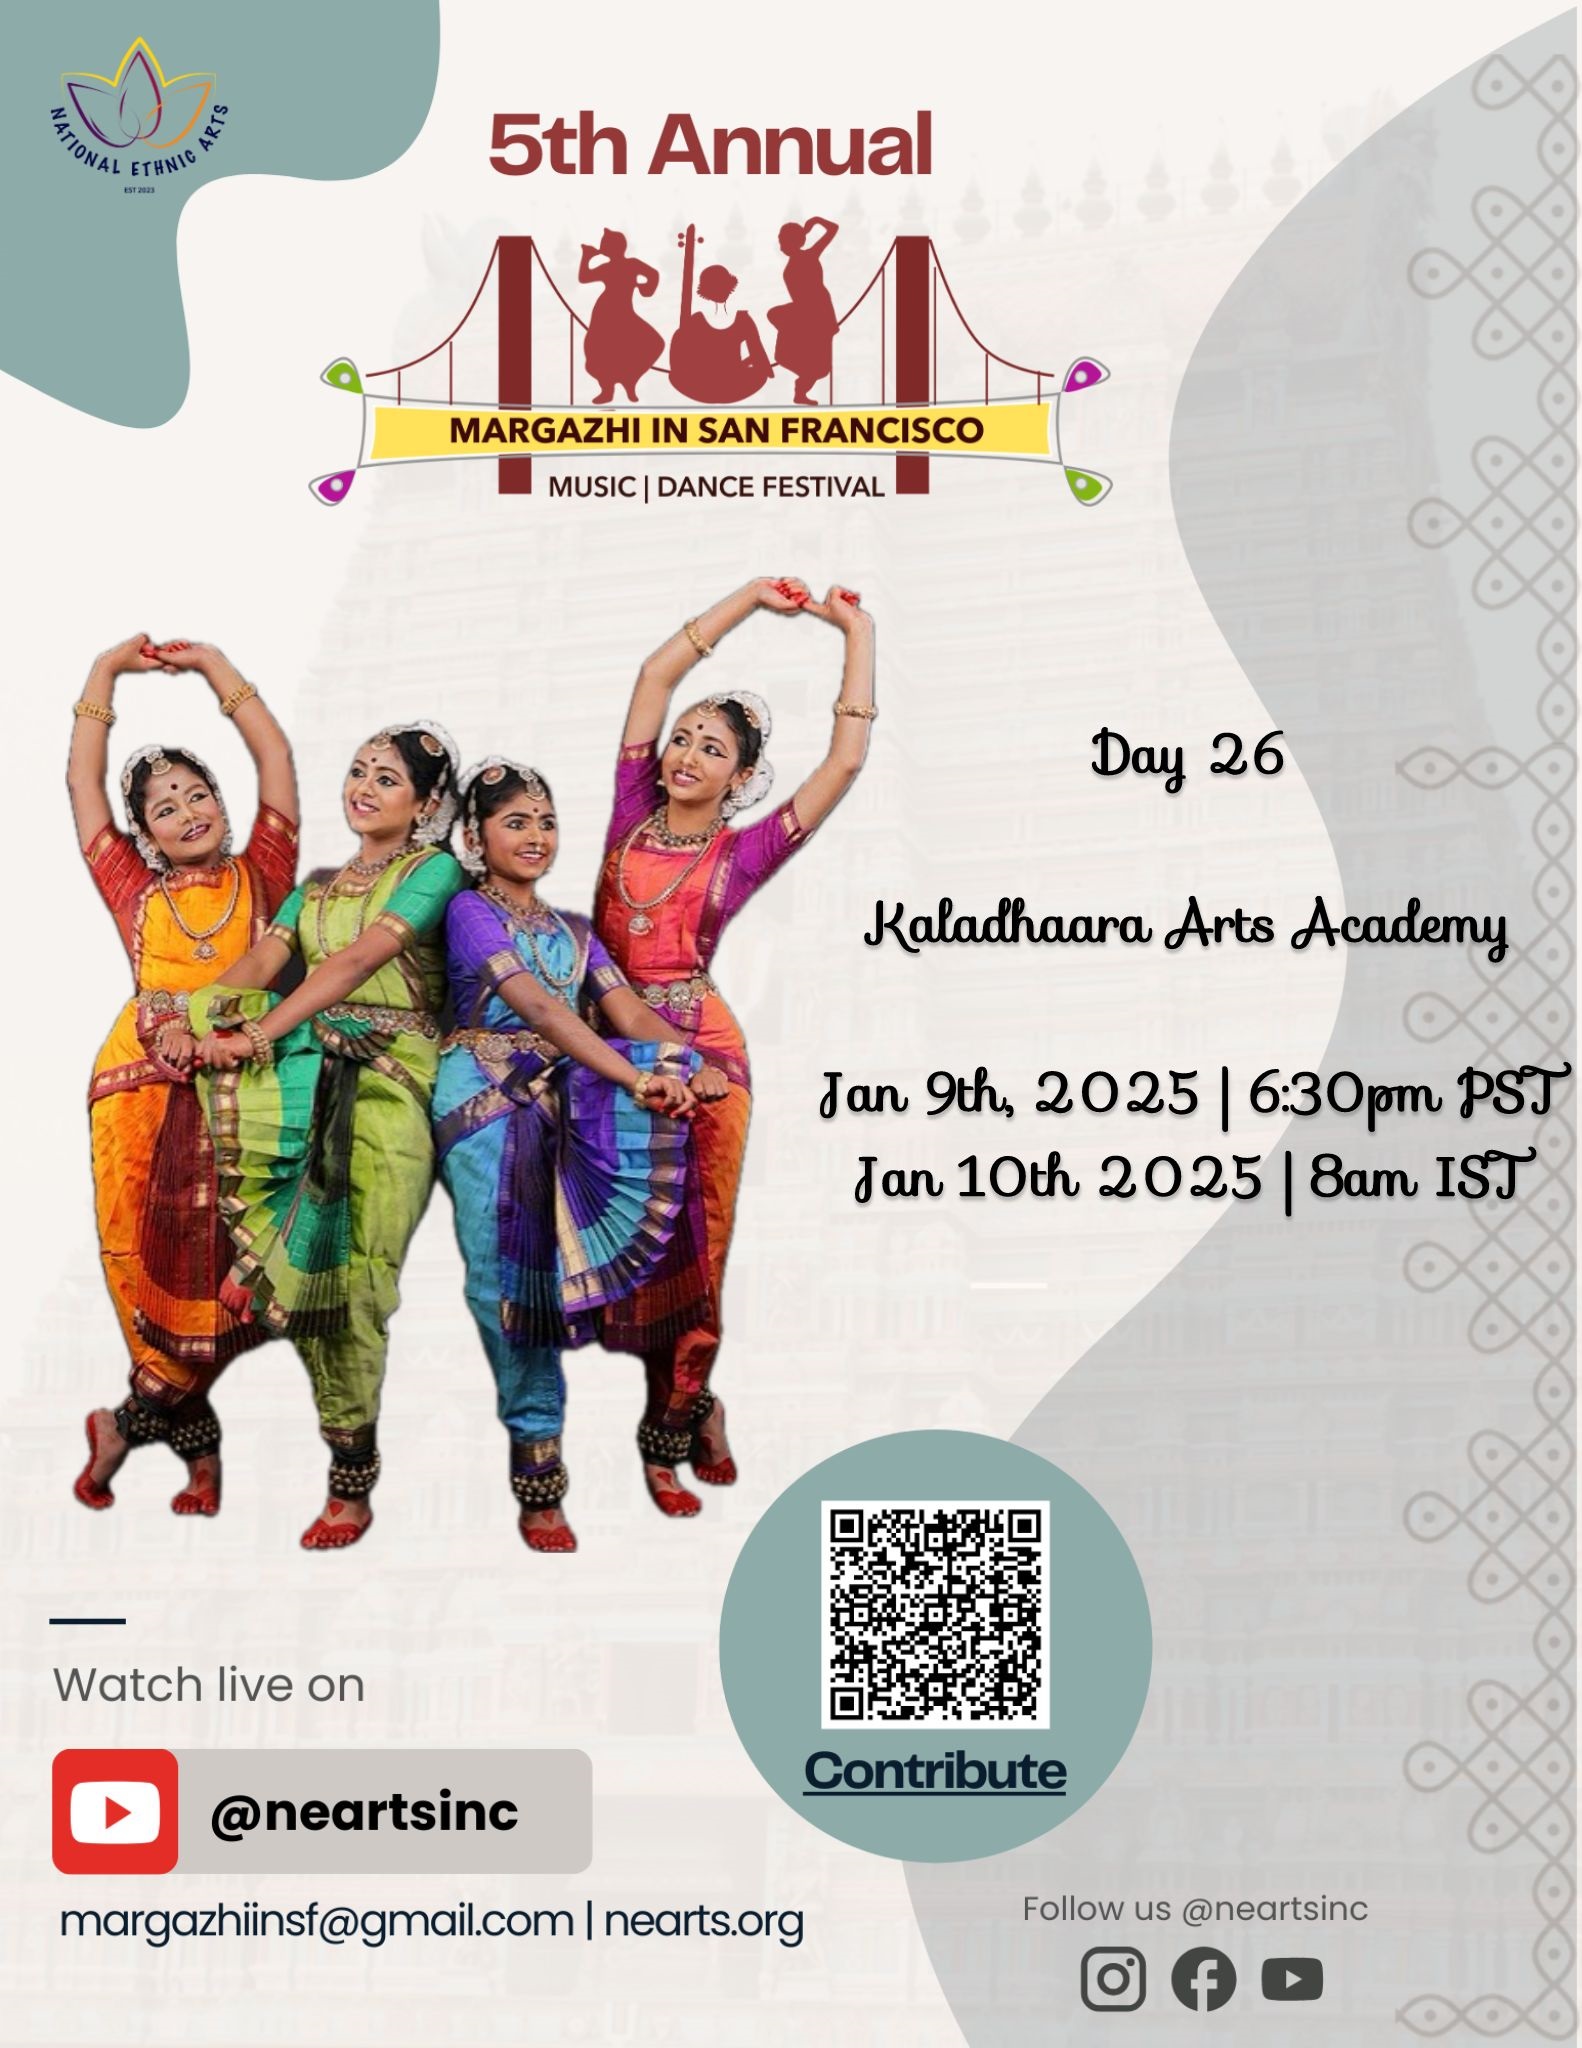 NATIONAL ETHNIC ARTS
EST 2023
5th Annual
MARGAZHI IN SAN FRANCISCO
MUSIC | DANCE FESTIVAL
Day 26
Kaladhaara Arts Academy
Jan 9th, 2025 | 6:30pm PST
Jan 10th 2025 | 8am IST
Contribute
Watch live on
@neartsinc
margazhiinsf@gmail.com | nearts.org
Follow us @neartsinc